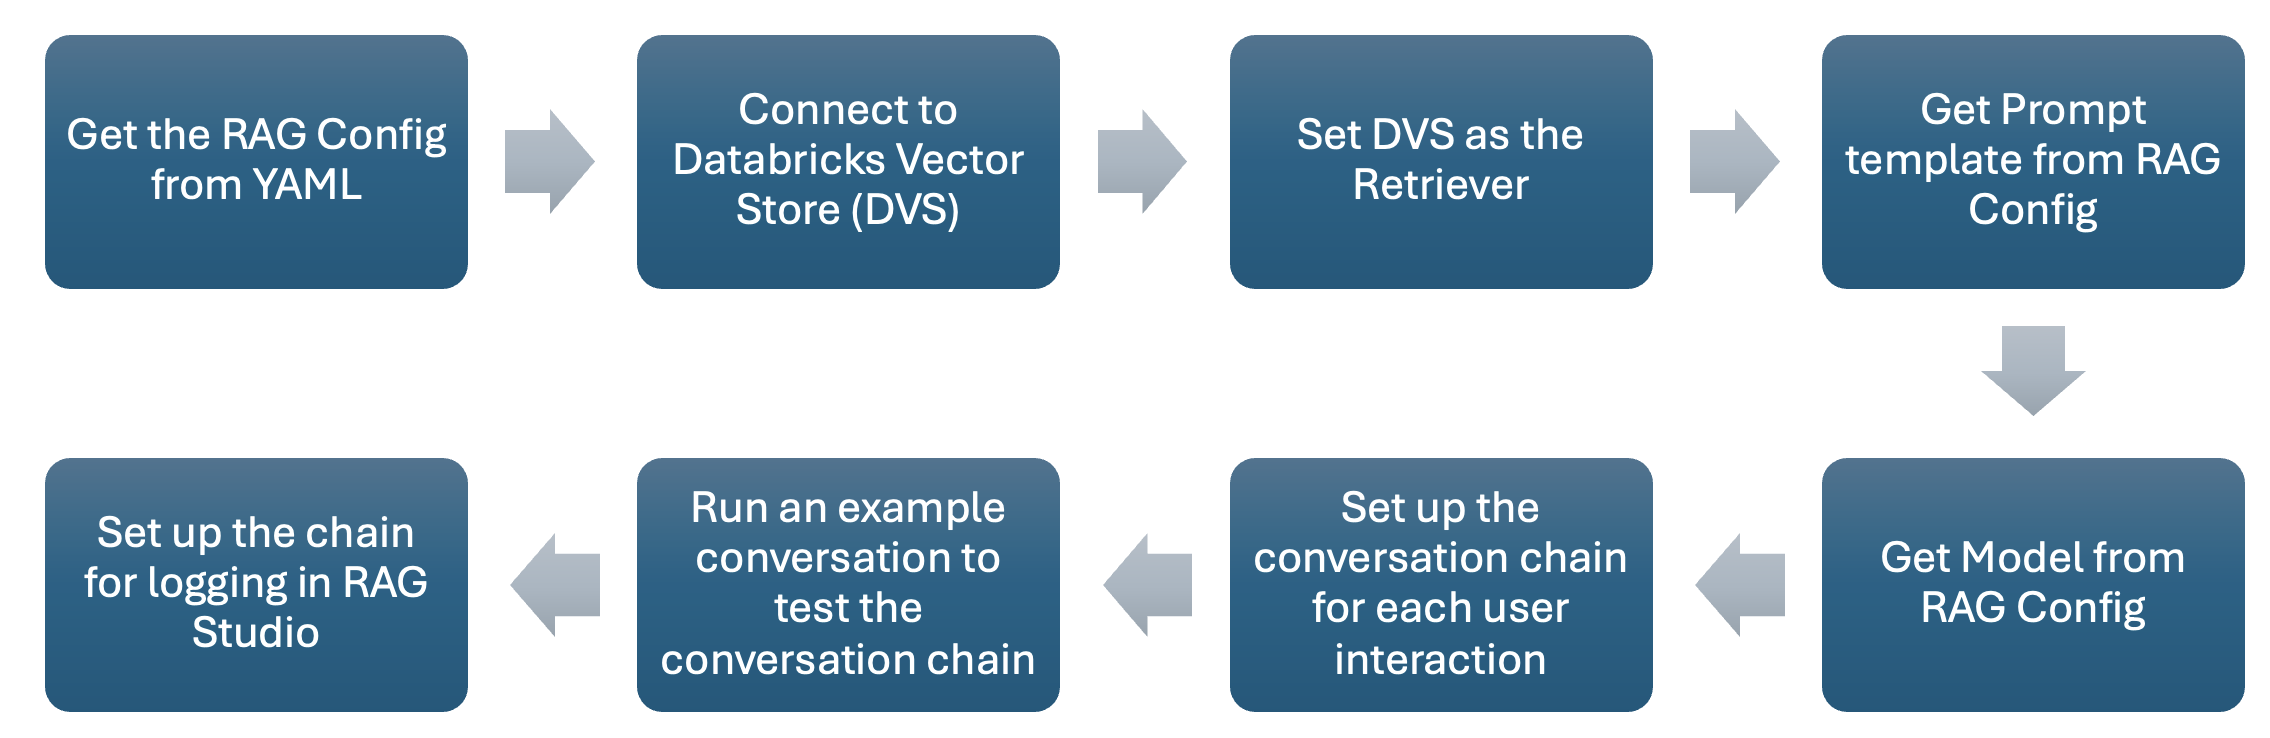 Get the RAG Config
from YAML
Connect to
Databricks Vector
Store (DVS)
Set DVS as the
Retriever
Get Prompt
template from RAG
Config
Get Model from
RAG Config
Set up the
conversation chain
for each user
interaction
Run an example
conversation to
test the
conversation chain
Set up the chain
for logging in RAG
Studio